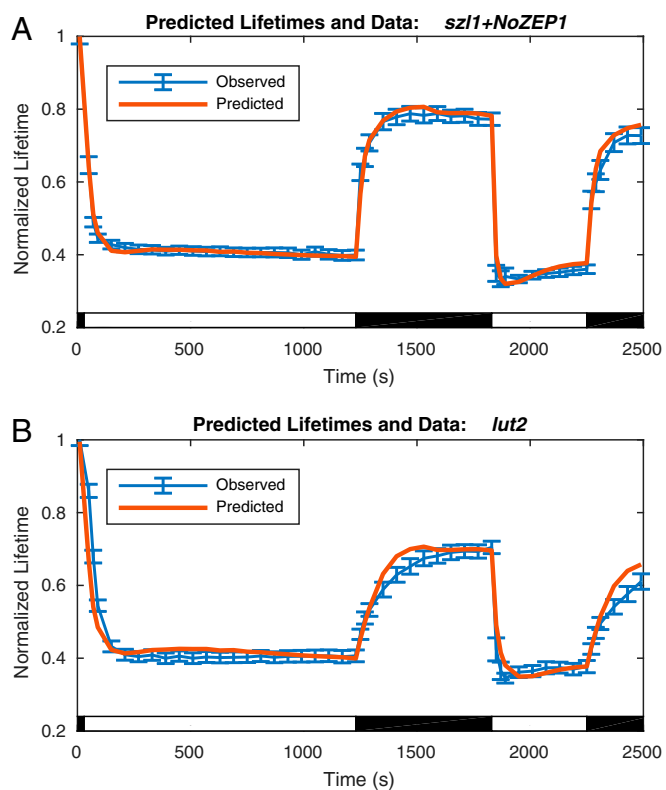 A
Predicted Lifetimes and Data: szl1+NoZEP1
Normalized Lifetime
1
0.8
0.6
0.4
0.2
Observed
Predicted
0 500 1000 1500 2000 2500
Time (s)
B
Predicted Lifetimes and Data: lut2
Normalized Lifetime
1
0.8
0.6
0.4
0.2
Observed
Predicted
0 500 1000 1500 2000 2500
Time (s)